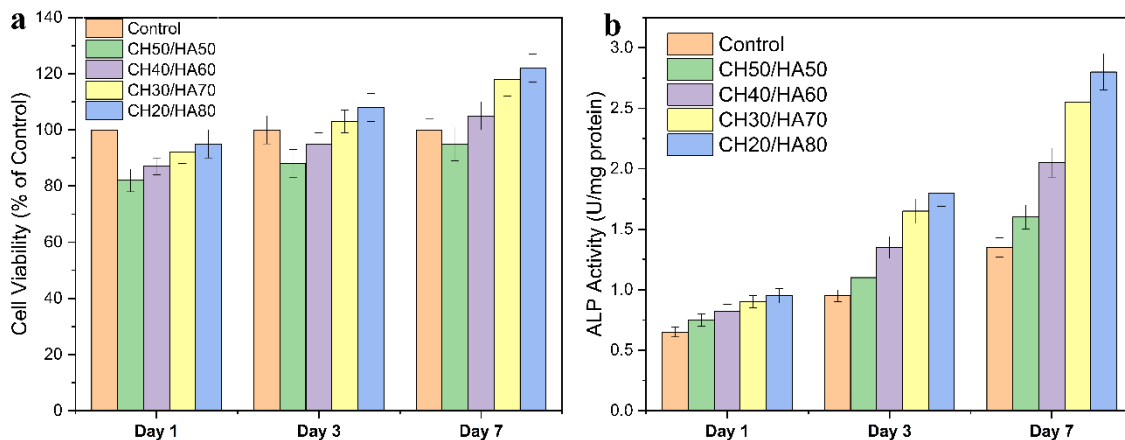 a
Cell Viability (% of Control)
140
120
100
80
60
40
20
0
Control
CH50/HA50
CH40/HA60
CH30/HA70
CH20/HA80
Day 1 Day 3 Day 7
b
ALP Activity (U/mg protein)
3.0
2.5
2.0
1.5
1.0
0.5
0.0
Control
CH50/HA50
CH40/HA60
CH30/HA70
CH20/HA80
Day 1 Day 3 Day 7